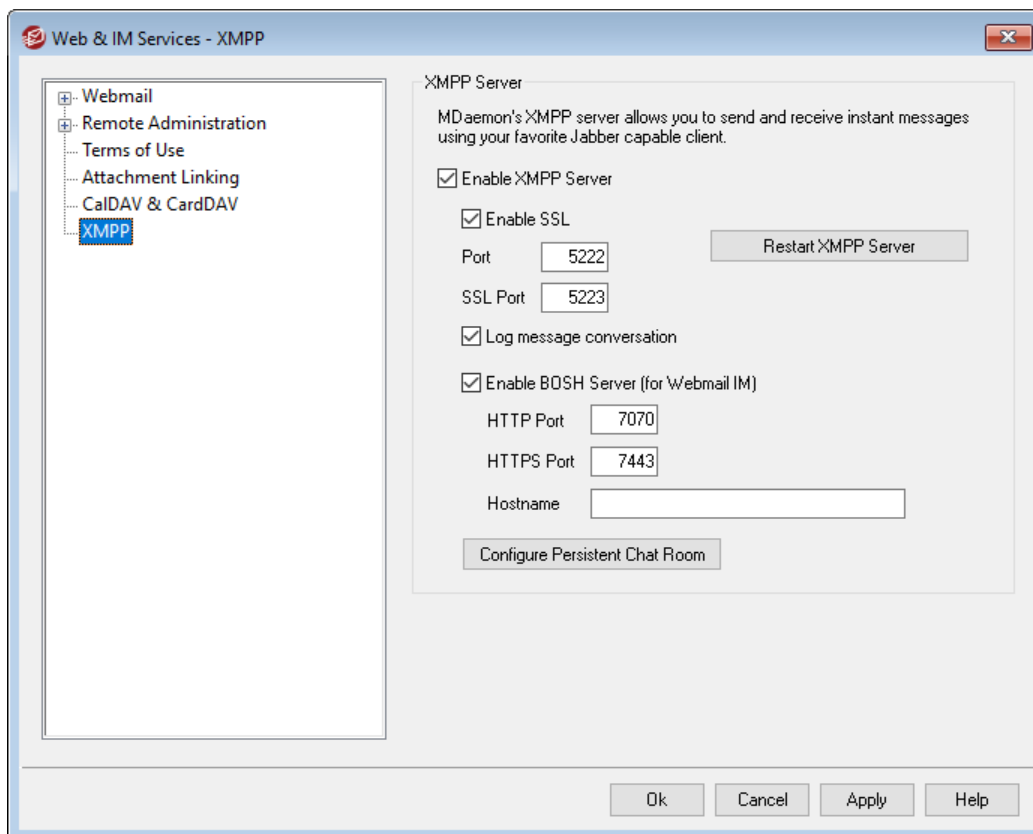 Web & IM Services - XMPP
Webmail
Remote Administration
Terms of Use
Attachment Linking
CalDAV & CardDAV
XMPP
XMPP Server
MDaemon's XMPP server allows you to send and receive instant messages
using your favorite Jabber capable client.
Enable XMPP Server
Enable SSL
Port 5222
Restart XMPP Server
SSL Port 5223
Log message conversation
Enable BOSH Server (for Webmail IM)
HTTP Port 7070
HTTPS Port 7443
Hostname
Configure Persistent Chat Room
Ok Cancel Apply Help